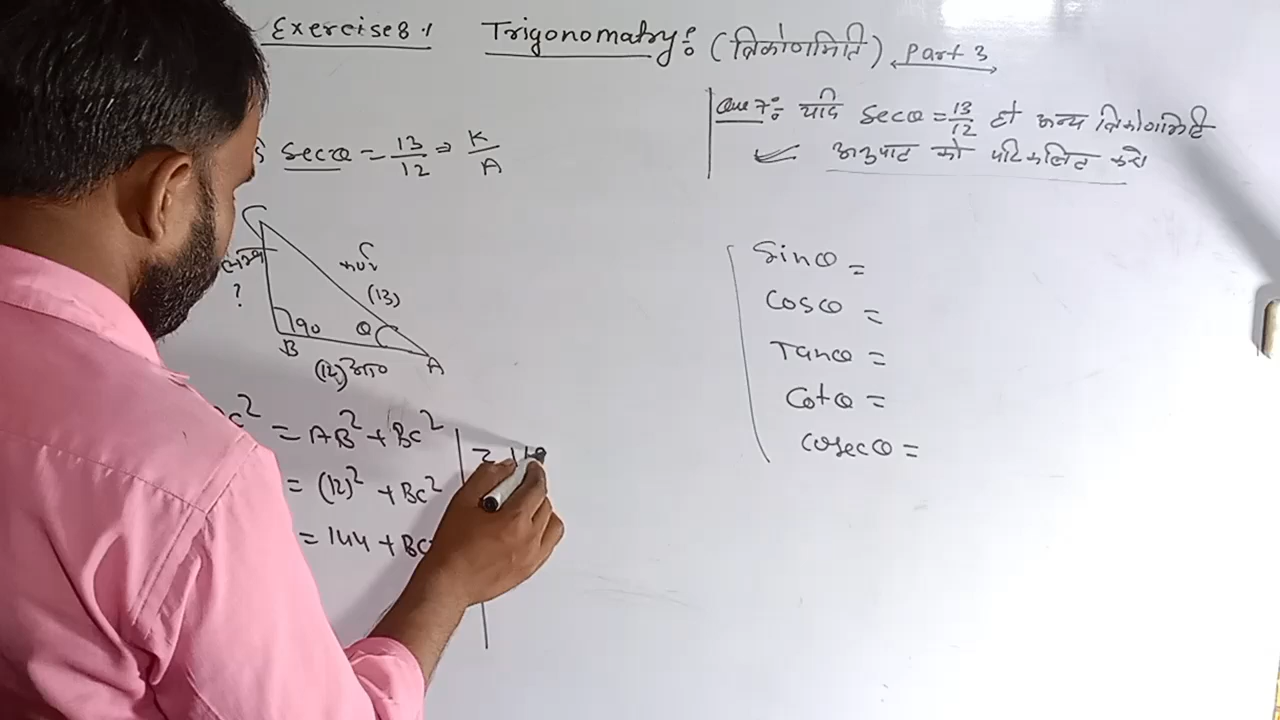 Exercise 8.1 Trigonomatry: (त्रिकोणमिति) Part 3
Que 7: यदि Secθ = 13/12 हो अन्य त्रिकोणमिति
अनुपात को परिकलित करो
Secθ = 13/12 ⇒ K/A
C
कर्ण
(13)
?
90
θ
B
A
(12) आधार
= AB² + BC²
= (12)² + BC²
= 144 + BC
Sinθ =
Cosθ =
Tanθ =
Cotθ =
Cosecθ =